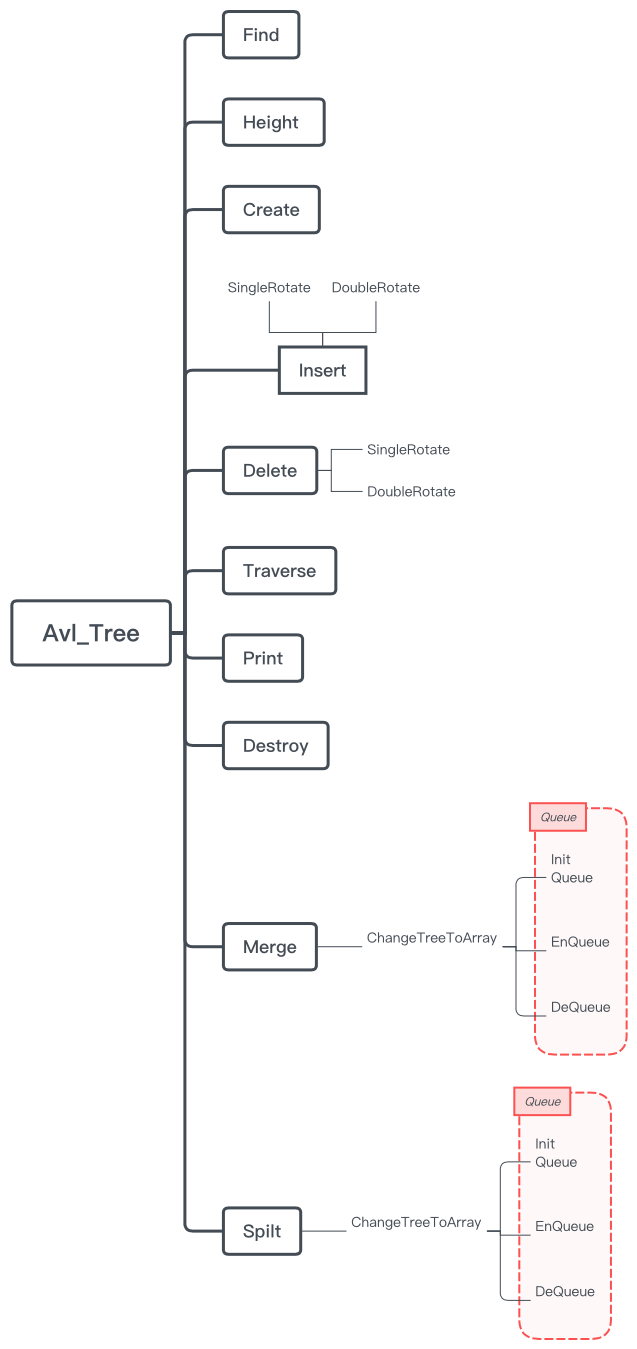 Find
Height
Create
SingleRotate
DoubleRotate
Insert
Delete
SingleRotate
DoubleRotate
Traverse
Avl_Tree
Print
Destroy
Queue
Init
Queue
EnQueue
DeQueue
Merge
ChangeTreeToArray
Queue
Init
Queue
EnQueue
DeQueue
Spilt
ChangeTreeToArray